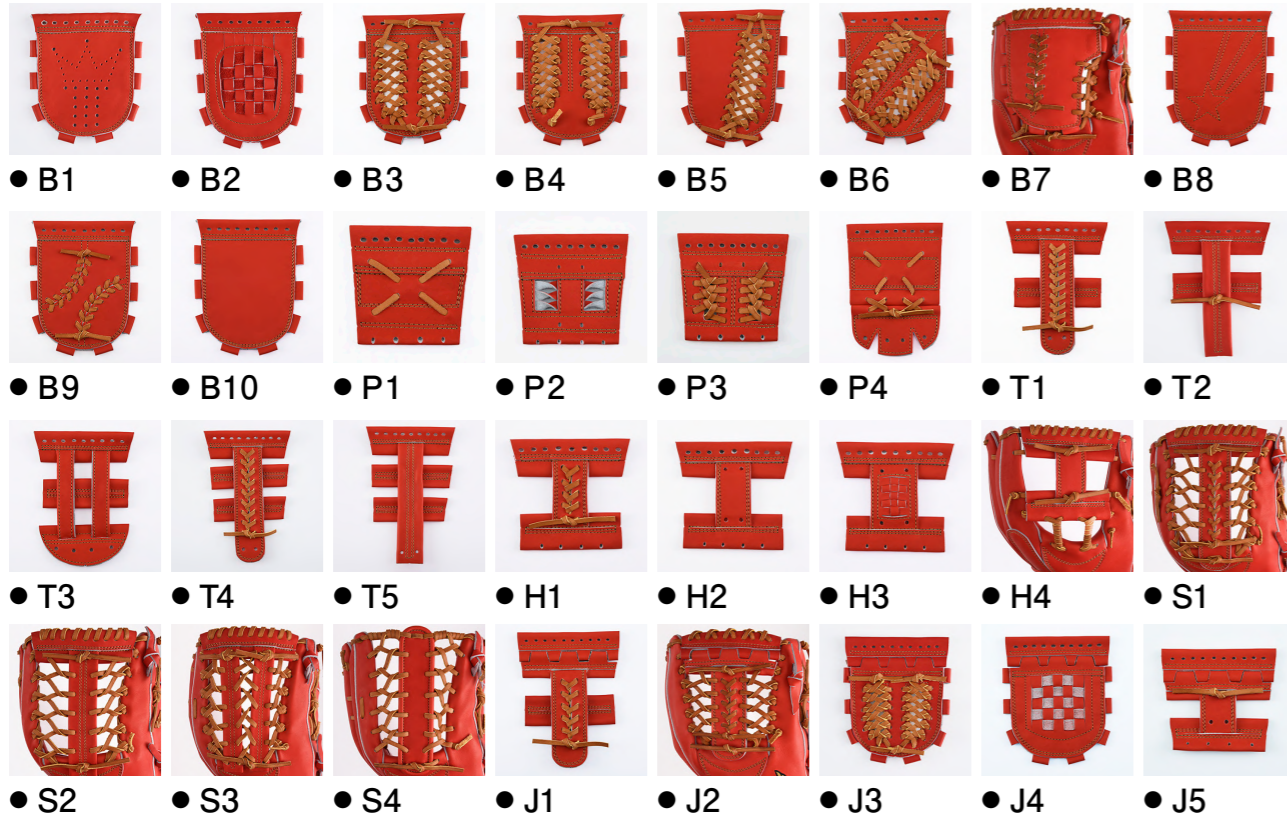 ● B1 ● B2 ● B3 ● B4 ● B5 ● B6 ● B7 ● B8
● B9 ● B10 ● P1 ● P2 ● P3 ● P4 ● T1 ● T2
● T3 ● T4 ● T5 ● H1 ● H2 ● H3 ● H4 ● S1
● S2 ● S3 ● S4 ● J1 ● J2 ● J3 ● J4 ● J5